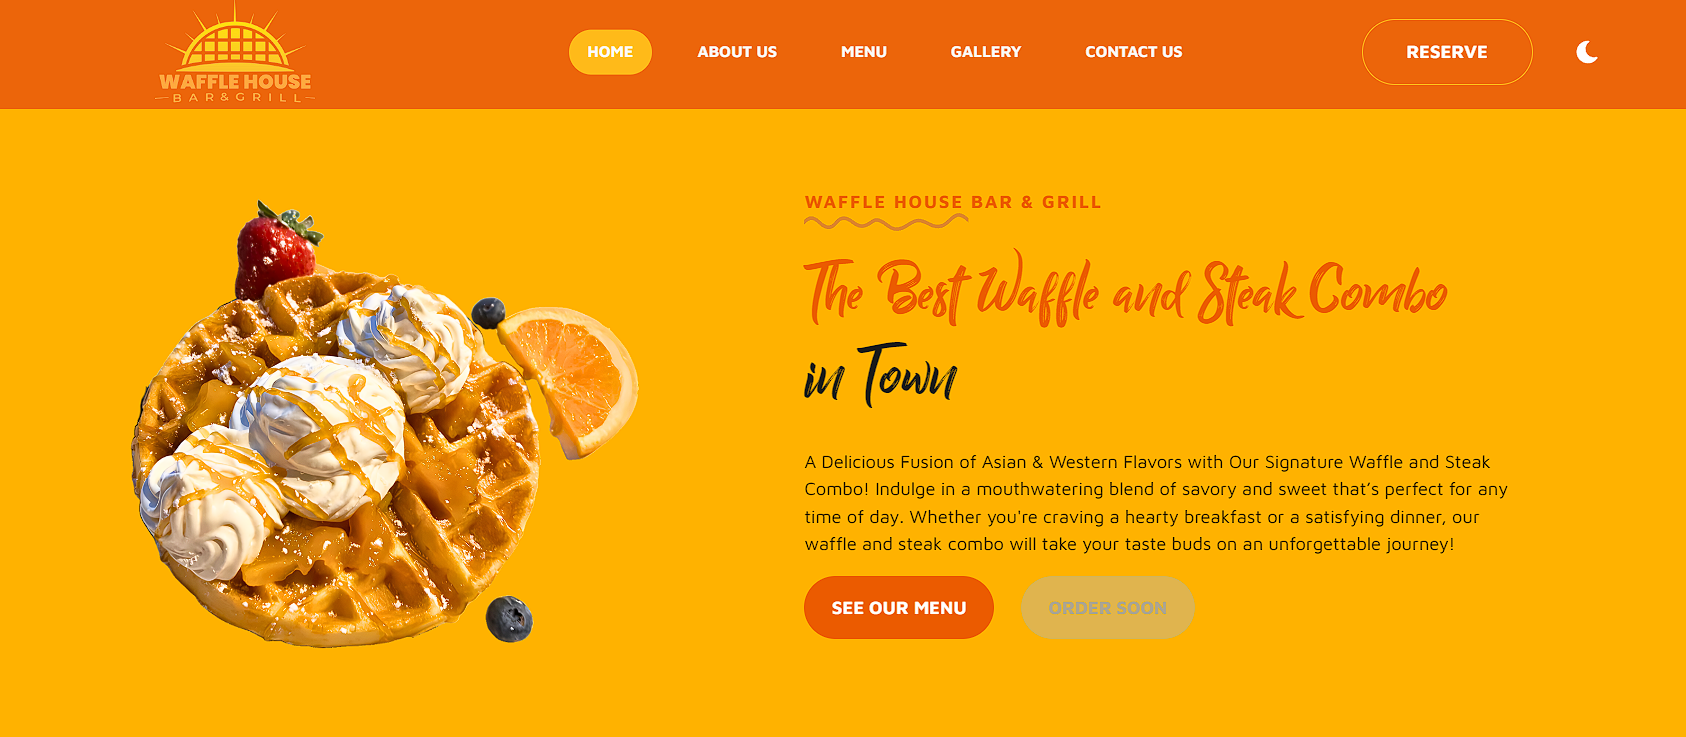 WAFFLE HOUSE
BAR&GRILL
HOME
ABOUT US
MENU
GALLERY
CONTACT US
RESERVE
WAFFLE HOUSE BAR & GRILL
The Best Waffle and Steak Combo
in Town
A Delicious Fusion of Asian & Western Flavors with Our Signature Waffle and Steak
Combo! Indulge in a mouthwatering blend of savory and sweet that’s perfect for any
time of day. Whether you're craving a hearty breakfast or a satisfying dinner, our
waffle and steak combo will take your taste buds on an unforgettable journey!
SEE OUR MENU
ORDER SOON